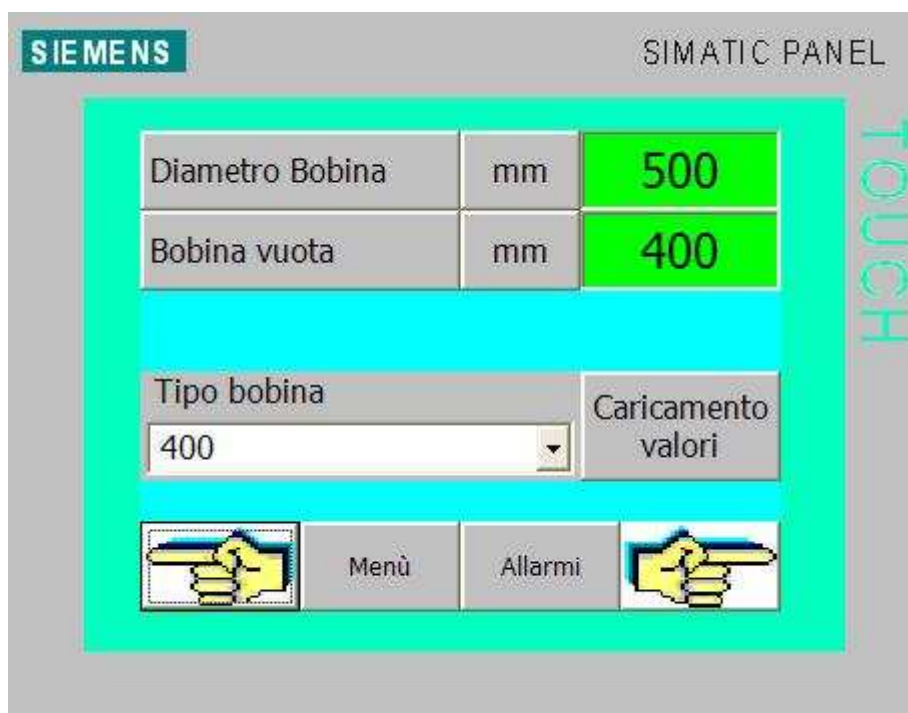 SIEMENS
SIMATIC PANEL
TOUCH
Diametro Bobina mm 500
Bobina vuota mm 400
Tipo bobina
400
Caricamento
valori
Menù
Allarmi